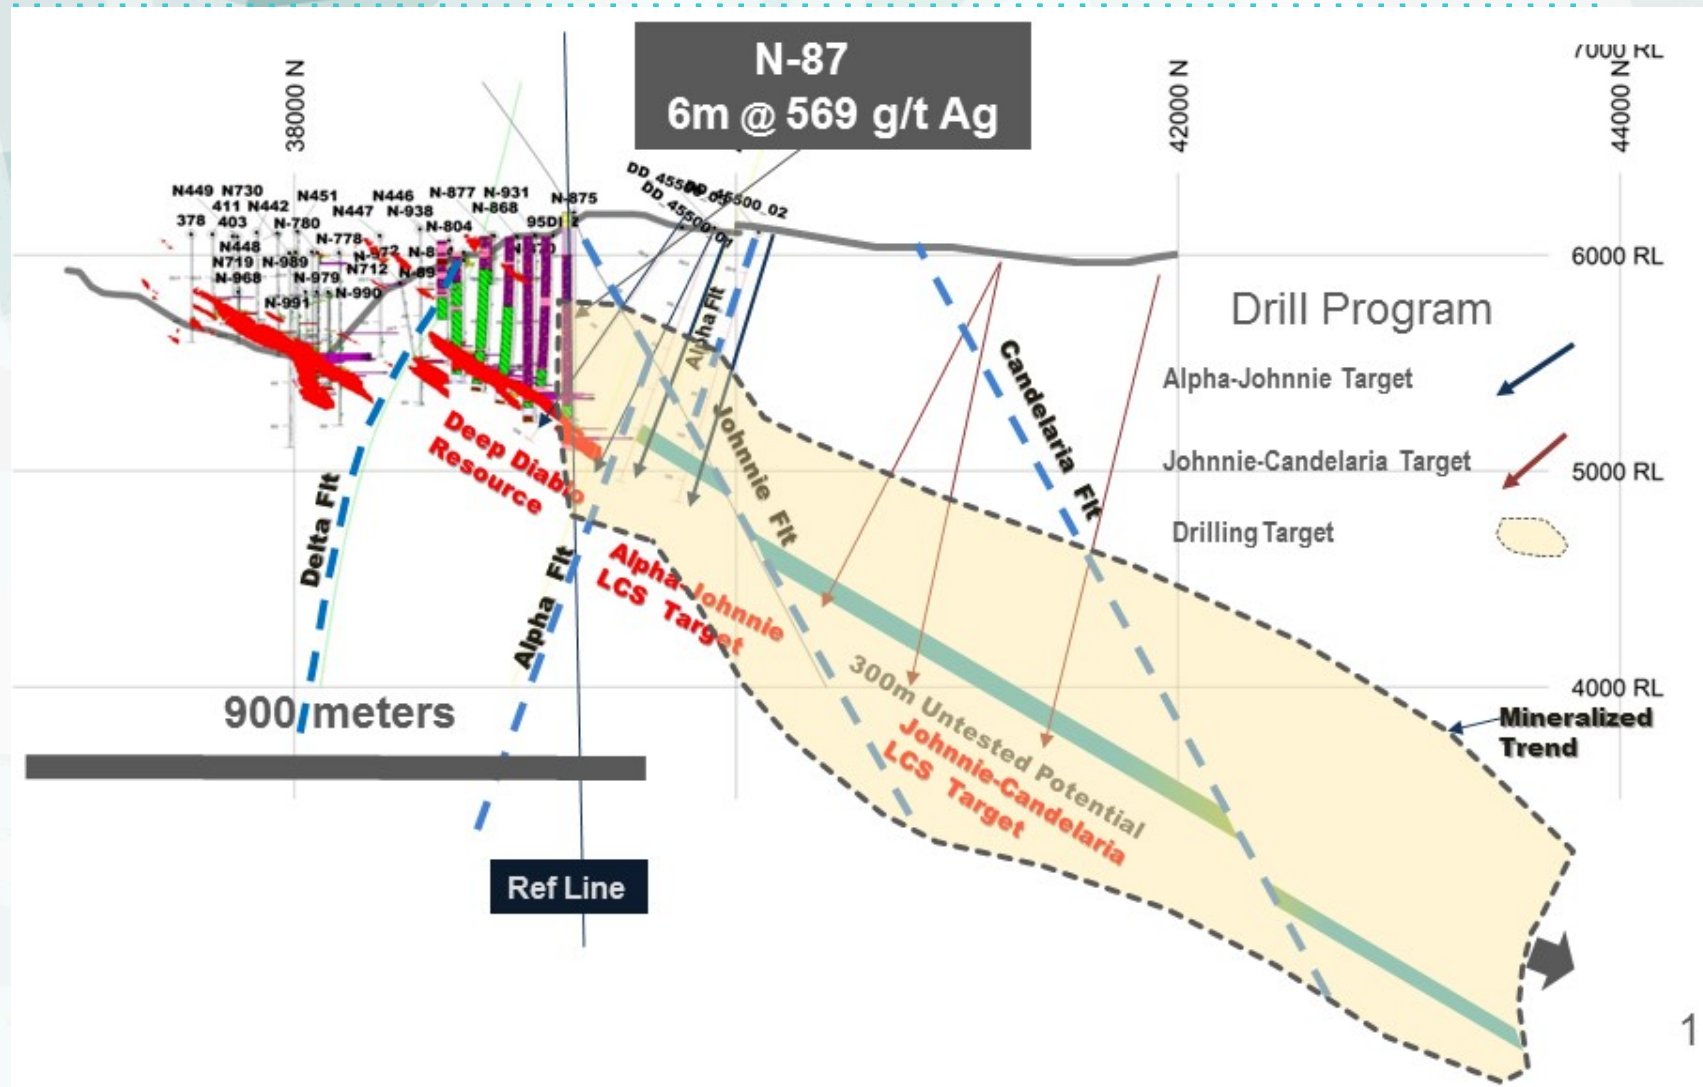 N-87
6m @ 569 g/t Ag
38000 N
42000 N
44000 N
7000 RL
6000 RL
5000 RL
4000 RL
N449 N730
N451
N446
N-877 N-931
N-875
411 N442
N447
N-938
N-868
378 403
N-780
N-804
N448
N-778
N719 N-989
N712
N-968
N-979
N-990
N-991
DD_45500_01
DD_45500_02
Drill Program
Alpha-Johnnie Target
Johnnie-Candelaria Target
Drilling Target
Alpha Flt
Johnnie Flt
Candelaria Flt
Delta Flt
Alpha Flt
Deep Diablo
Resource
Alpha-Johnnie
LCS Target
300m Untested Potential
Johnnie-Candelaria
LCS Target
Mineralized
Trend
900 meters
Ref Line
1